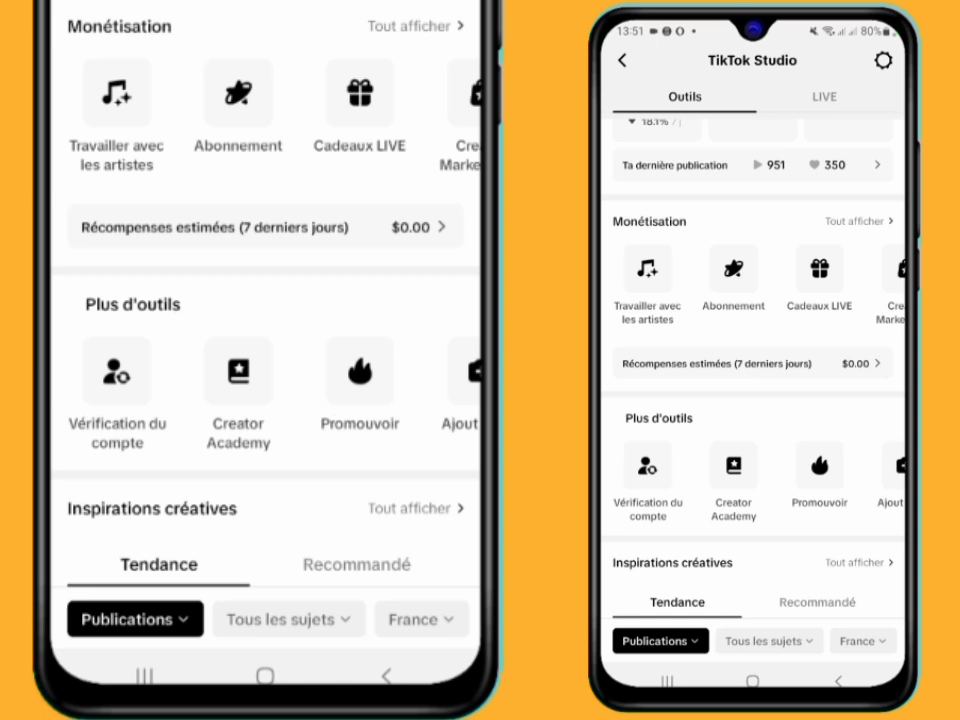 Monétisation
Tout afficher >
Travailler avec
les artistes
Abonnement
Cadeaux LIVE
Cre
Marke
Récompenses estimées (7 derniers jours)
$0.00 >
Plus d'outils
Vérification du
compte
Creator
Academy
Promouvoir
Ajout
Inspirations créatives
Tout afficher >
Tendance
Recommandé
Publications
Tous les sujets
France
13:51
80%
TikTok Studio
Outils
LIVE
18.1% /j
Ta dernière publication
951
350
Monétisation
Tout afficher >
Travailler avec
les artistes
Abonnement
Cadeaux LIVE
Cre
Marke
Récompenses estimées (7 derniers jours)
$0.00 >
Plus d'outils
Vérification du
compte
Creator
Academy
Promouvoir
Ajout
Inspirations créatives
Tout afficher >
Tendance
Recommandé
Publications
Tous les sujets
France